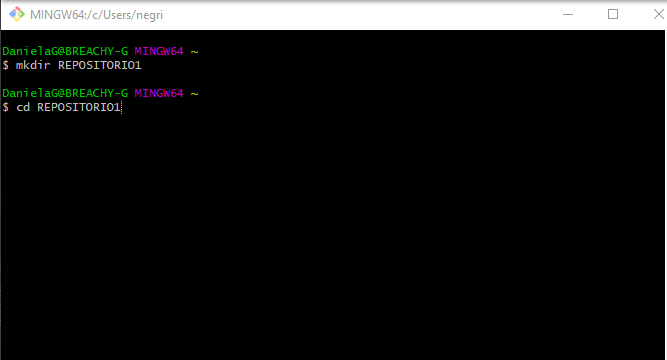 MINGW64:/c/Users/negri
DanielaG@BREACHY-G MINGW64 ~
$ mkdir REPOSITORIO1
DanielaG@BREACHY-G MINGW64 ~
$ cd REPOSITORIO1